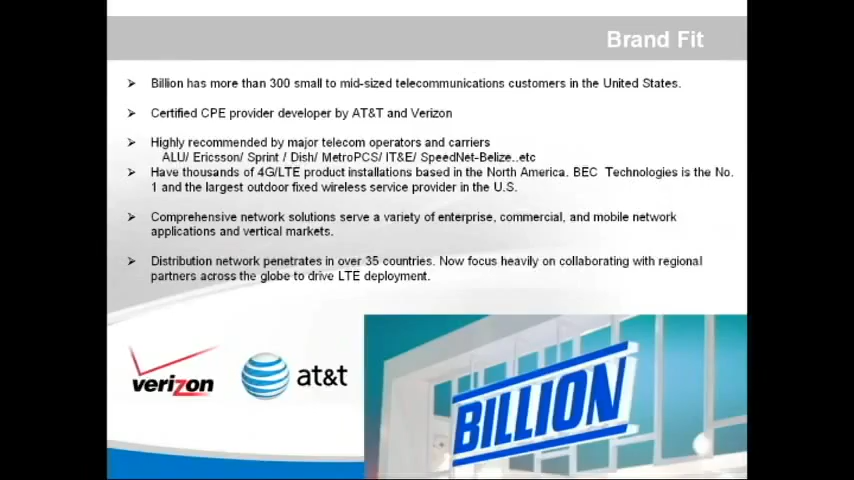 Brand Fit
Billion has more than 300 small to mid-sized telecommunications customers in the United States.
Certified CPE provider developer by AT&T and Verizon
Highly recommended by major telecom operators and carriers
ALU/ Ericsson/ Sprint / Dish/ MetroPCS/ IT&E/ SpeedNet-Belize..etc
Have thousands of 4G/LTE product installations based in the North America. BEC Technologies is the No.
1 and the largest outdoor fixed wireless service provider in the U.S.
Comprehensive network solutions serve a variety of enterprise, commercial, and mobile network
applications and vertical markets.
Distribution network penetrates in over 35 countries. Now focus heavily on collaborating with regional
partners across the globe to drive LTE deployment.
verizon
at&t
BILLION